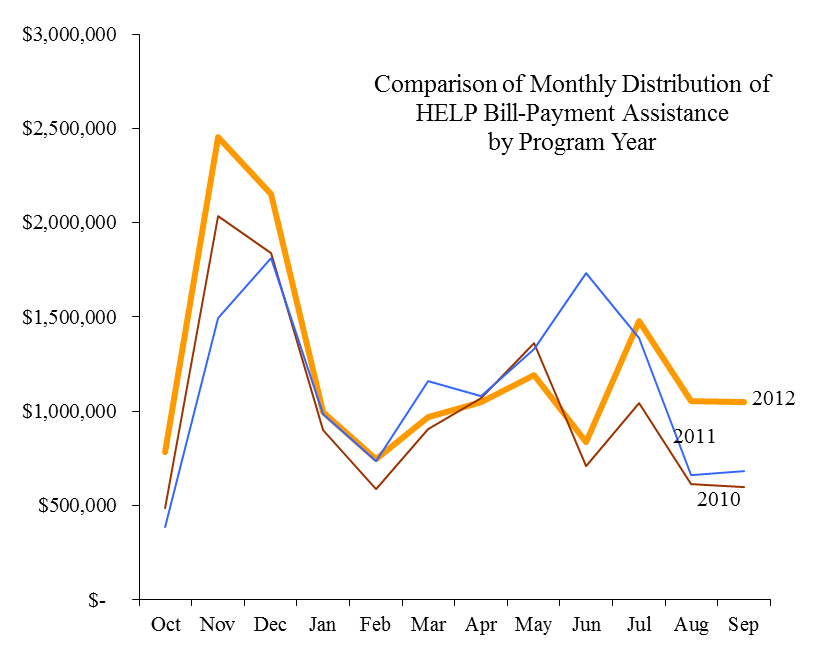 Comparison of Monthly Distribution of
HELP Bill-Payment Assistance
by Program Year
$3,000,000
$2,500,000
$2,000,000
$1,500,000
$1,000,000
$500,000
$-
2012
2011
2010
Oct Nov Dec Jan Feb Mar Apr May Jun Jul Aug Sep